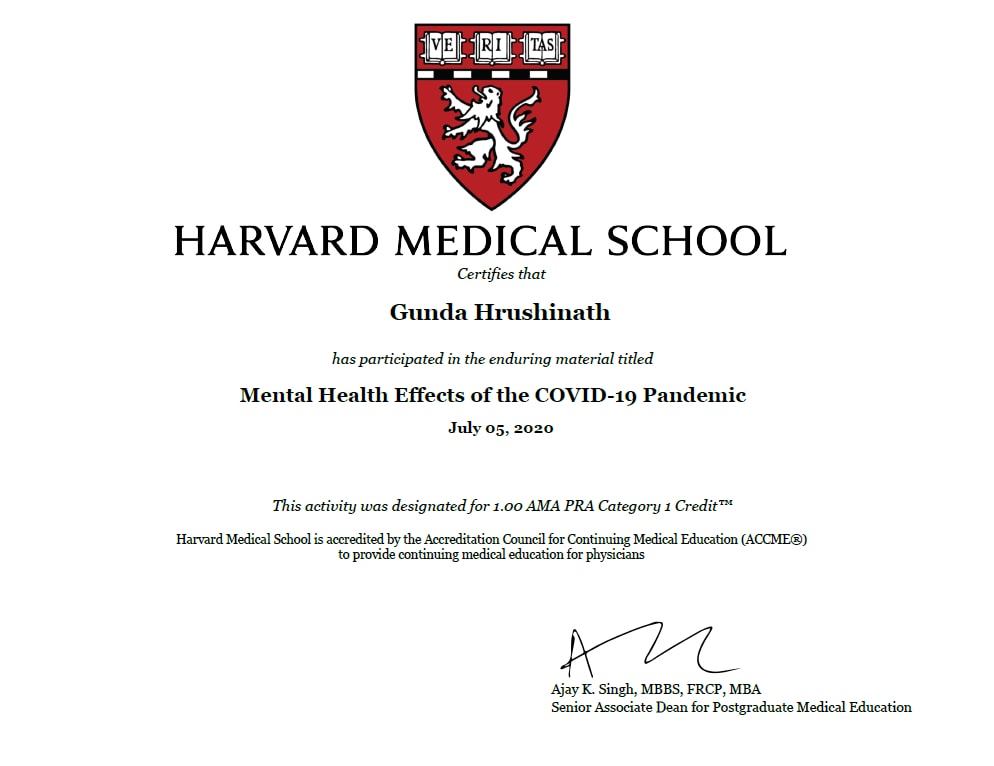 VE RI TAS
HARVARD MEDICAL SCHOOL
Certifies that
Gunda Hrushinath
has participated in the enduring material titled
Mental Health Effects of the COVID-19 Pandemic
July 05, 2020
This activity was designated for 1.00 AMA PRA Category 1 Credit™
Harvard Medical School is accredited by the Accreditation Council for Continuing Medical Education (ACCME®)
to provide continuing medical education for physicians
Ajay K. Singh, MBBS, FRCP, MBA
Senior Associate Dean for Postgraduate Medical Education